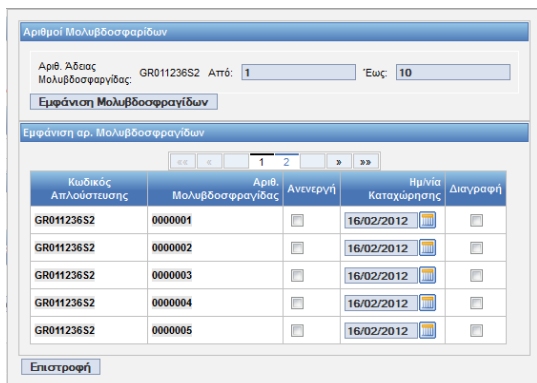 Αριθμοί Μολυβδοσφαρίδων
Αριθ. Άδειας Μολυβδοσφαργίδας: GR011236S2 Από: 1 Έως: 10
Εμφάνιση Μολυβδοσφραγίδων
Εμφάνιση αρ. Μολυβδοσφραγίδων
«« « 1 2 » »»
Κωδικός Απλούστευσης Αριθ. Μολυβδοσφραγίδας Ανενεργή Ημ/νία Καταχώρησης Διαγραφή
GR011236S2 0000001 16/02/2012
GR011236S2 0000002 16/02/2012
GR011236S2 0000003 16/02/2012
GR011236S2 0000004 16/02/2012
GR011236S2 0000005 16/02/2012
Επιστροφή